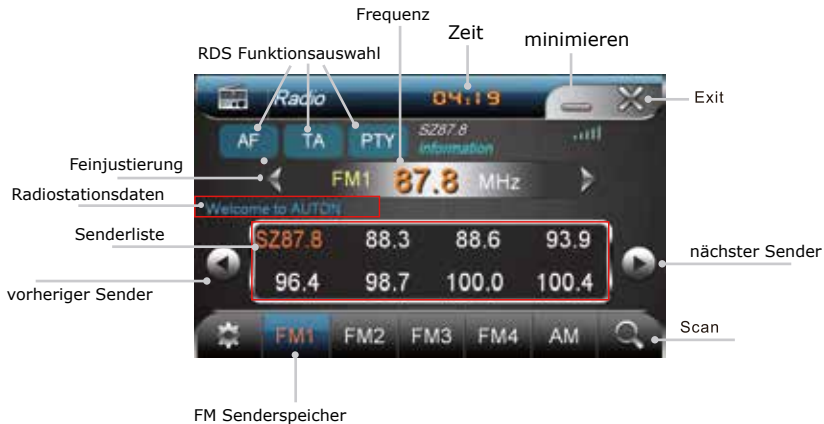 Frequenz
Zeit
minimieren
RDS Funktionsauswahl
Radio
04:19
Exit
AF
TA
PTY
SZ87.8
information
Feinjustierung
FM1 87.8 MHz
Radiostationsdaten
Welcome to AUTON
Senderliste
SZ87.8 88.3 88.6 93.9
nächster Sender
96.4 98.7 100.0 100.4
vorheriger Sender
FM1 FM2 FM3 FM4 AM
Scan
FM Senderspeicher